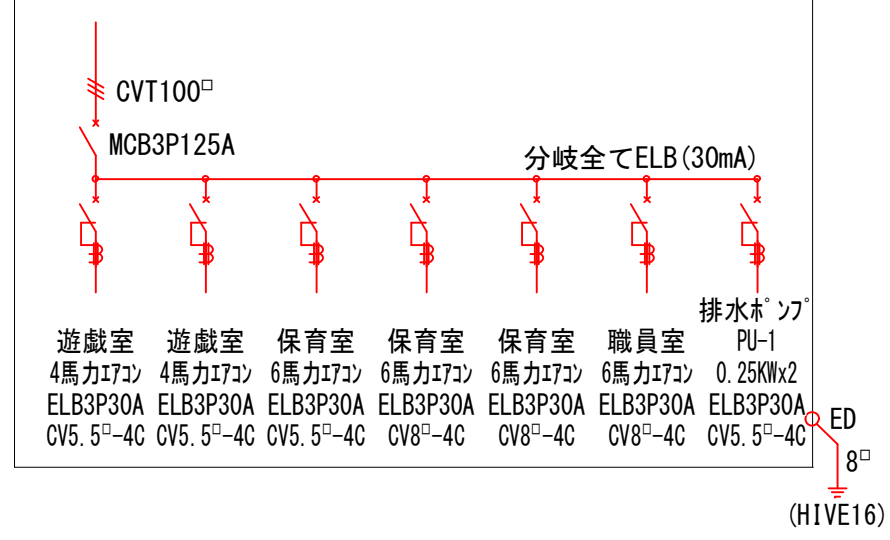 CVT100□
MCB3P125A
分岐全てELB(30mA)
排水ポンプ
遊戯室 遊戯室 保育室 保育室 保育室 職員室 PU-1
4馬力エアコン 4馬力エアコン 6馬力エアコン 6馬力エアコン 6馬力エアコン 6馬力エアコン 0.25KWx2
ELB3P30A ELB3P30A ELB3P30A ELB3P30A ELB3P30A ELB3P30A ELB3P30A
CV5.5□-4C CV5.5□-4C CV5.5□-4C CV8□-4C CV8□-4C CV8□-4C CV5.5□-4C
ED
8□
(HIVE16)